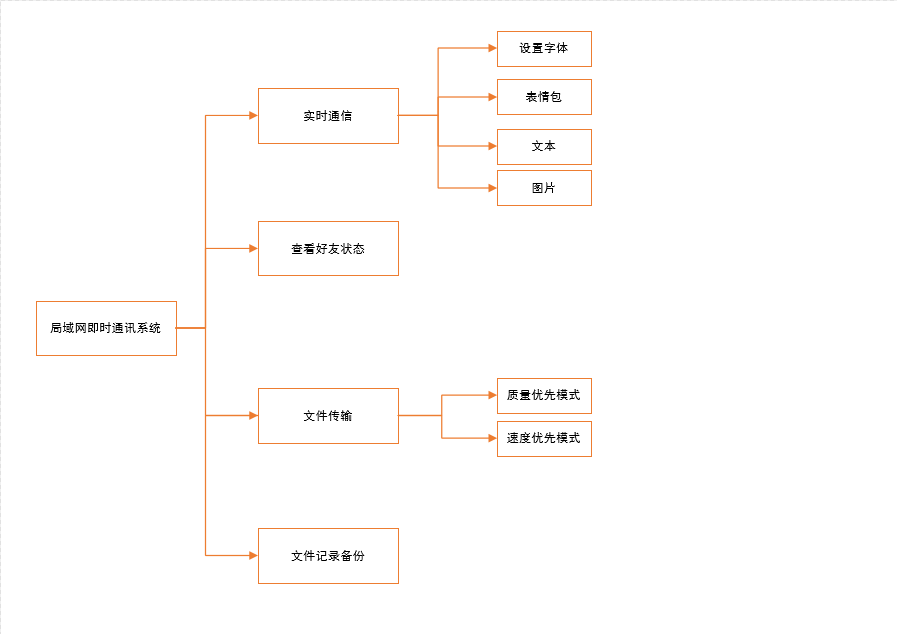 设置字体
表情包
实时通信
文本
图片
查看好友状态
局域网即时通讯系统
质量优先模式
文件传输
速度优先模式
文件记录备份